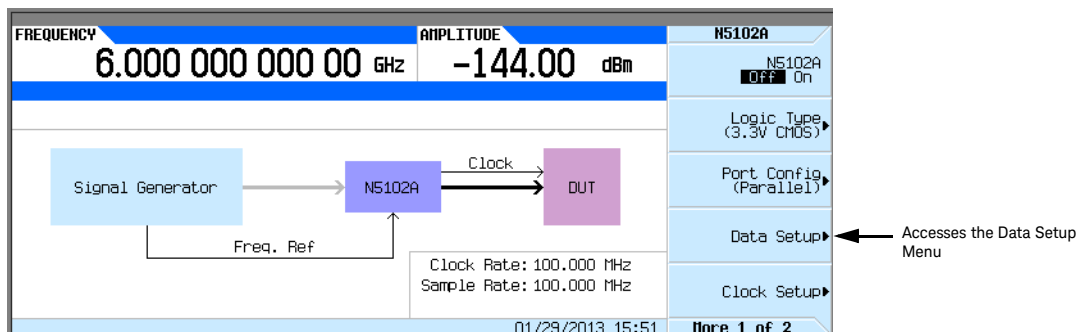 FREQUENCY
6.000 000 000 00 GHz
AMPLITUDE
-144.00 dBm
N5102A
N5102A
Off On
Logic Type
(3.3V CMOS)
Port Config
(Parallel)
Data Setup
Clock Setup
More 1 of 2
Signal Generator
N5102A
Clock
DUT
Freq. Ref
Clock Rate: 100.000 MHz
Sample Rate: 100.000 MHz
01/29/2013 15:51
Accesses the Data Setup
Menu